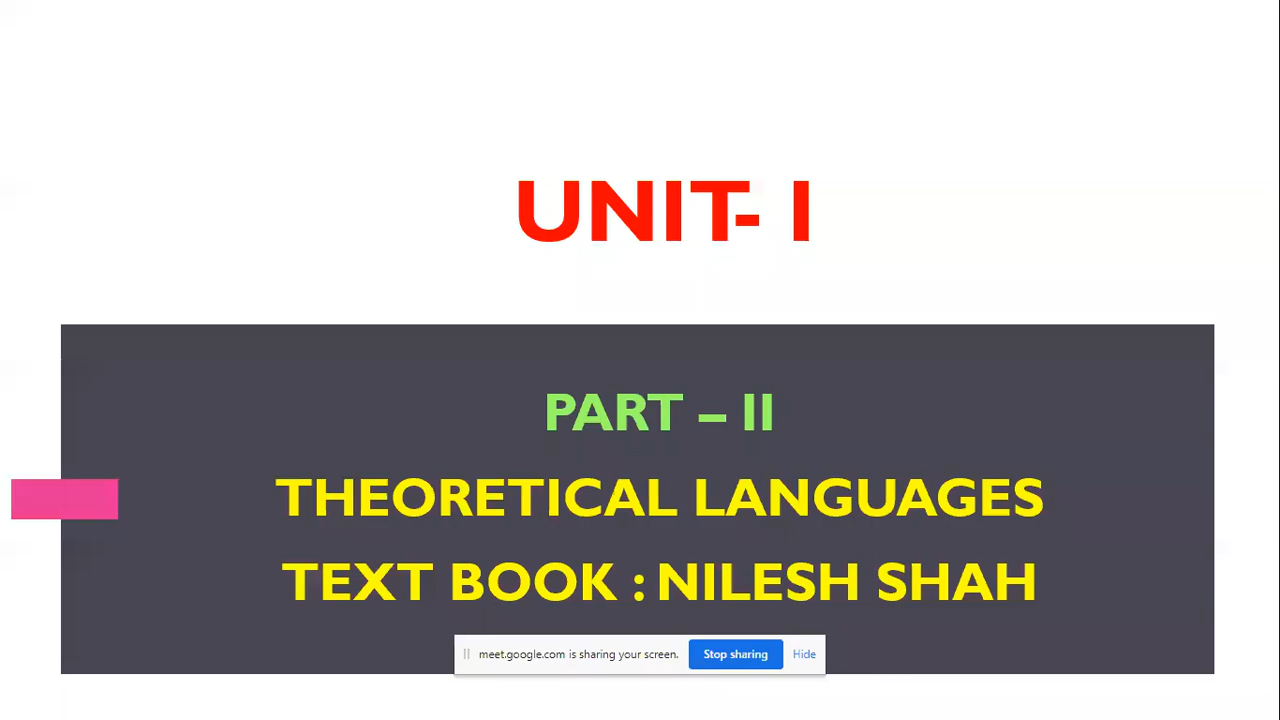 UNIT- I
PART – II
THEORETICAL LANGUAGES
TEXT BOOK : NILESH SHAH
meet.google.com is sharing your screen. Stop sharing Hide